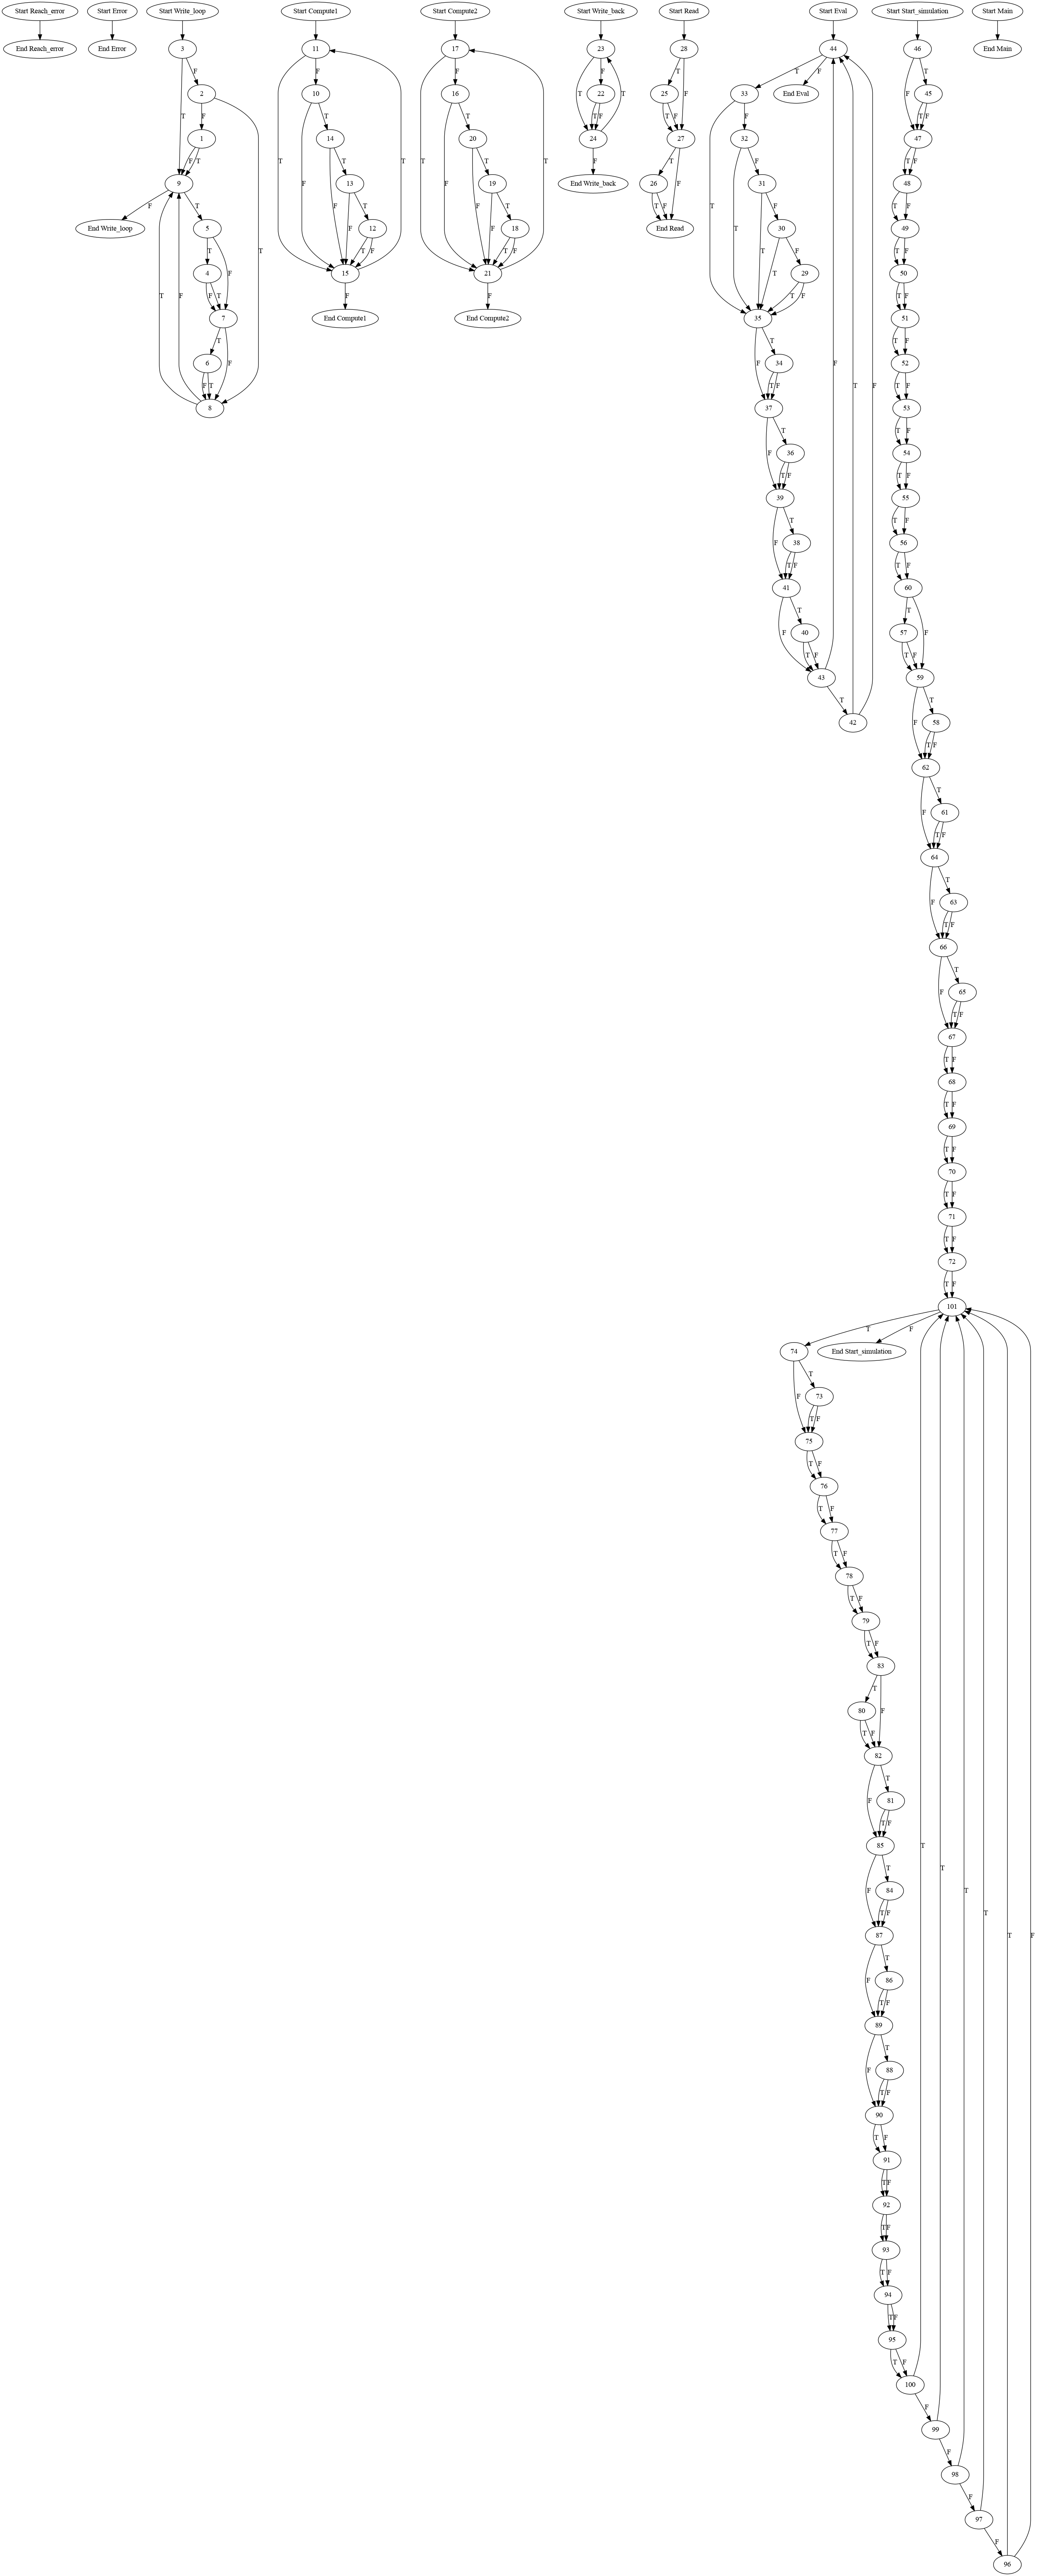 Start Reach_error Start Error Start Write_loop Start Compute1 Start Compute2 Start Write_back Start Read Start Eval Start Start_simulation Start Main
End Reach_error End Error 3 11 17 23 28 44 46 End Main
F F F F T T F T
2 10 16 T 22 25 F 33 End Eval F 45
T F T T T F T F F T F
1 14 20 24 27 32 47
F T T T T T T F T F F T F
9 F 13 F 19 End Write_back 26 F 31 48
F T F T F T T F F T F
End Write_loop 5 12 18 End Read T 30 49
T T F T F T T F T F
4 F F F 29 50
F T T F T F T F T F
7 15 21 35 51
T F F T T F
6 End Compute1 End Compute2 F 34 52
F T F T F T F
T F 8 T 37 53
T T F
F 36 54
T F T F
39 55
T T F
F 38 56
T F T F
41 60
T T
F 40 57 F
T F T F
43 59
T T
42 F 58
T F
62
T
F 61
T F
64
T
F 63
T F
66
T
F 65
T F
67
T F
68
T F
69
T F
70
T F
71
T F
72
T F
101
T F
74 End Start_simulation
T
F 73
T F
75
T F
76
T F
77
T F
78
T F
79
T F
83
T
80 F
T F
82
T
F 81
T F
85 T
T
F 84
T F
87
T
F 86
T F
89
T
F 88
T F
90
T F
91
T F
92
T F
93
T F
94
T F
95
T F
100
F
99
F
98
F
97
F
96
T
T
T
T
F